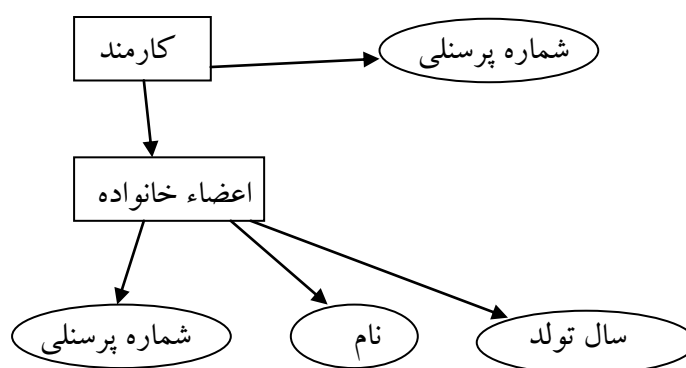 کارمند
شماره پرسنلی
اعضاء خانواده
شماره پرسنلی
نام
سال تولد